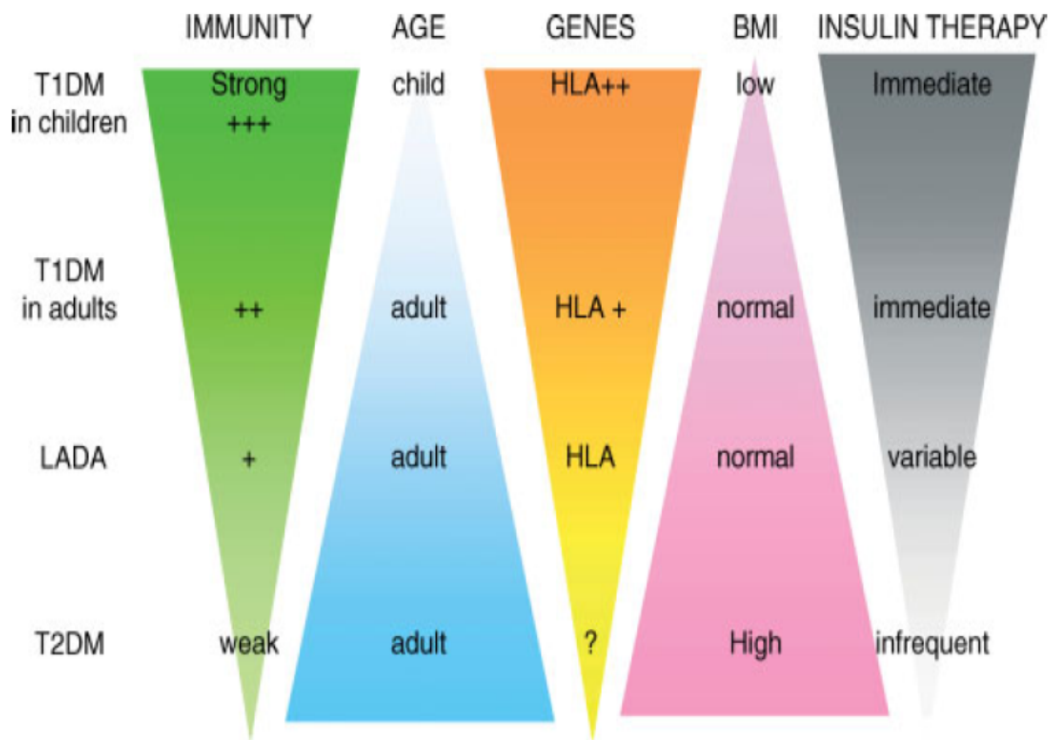 IMMUNITY AGE GENES BMI INSULIN THERAPY
T1DM Strong child HLA++ low Immediate
in children +++
T1DM
in adults ++ adult HLA + normal immediate
LADA + adult HLA normal variable
T2DM weak adult ? High infrequent